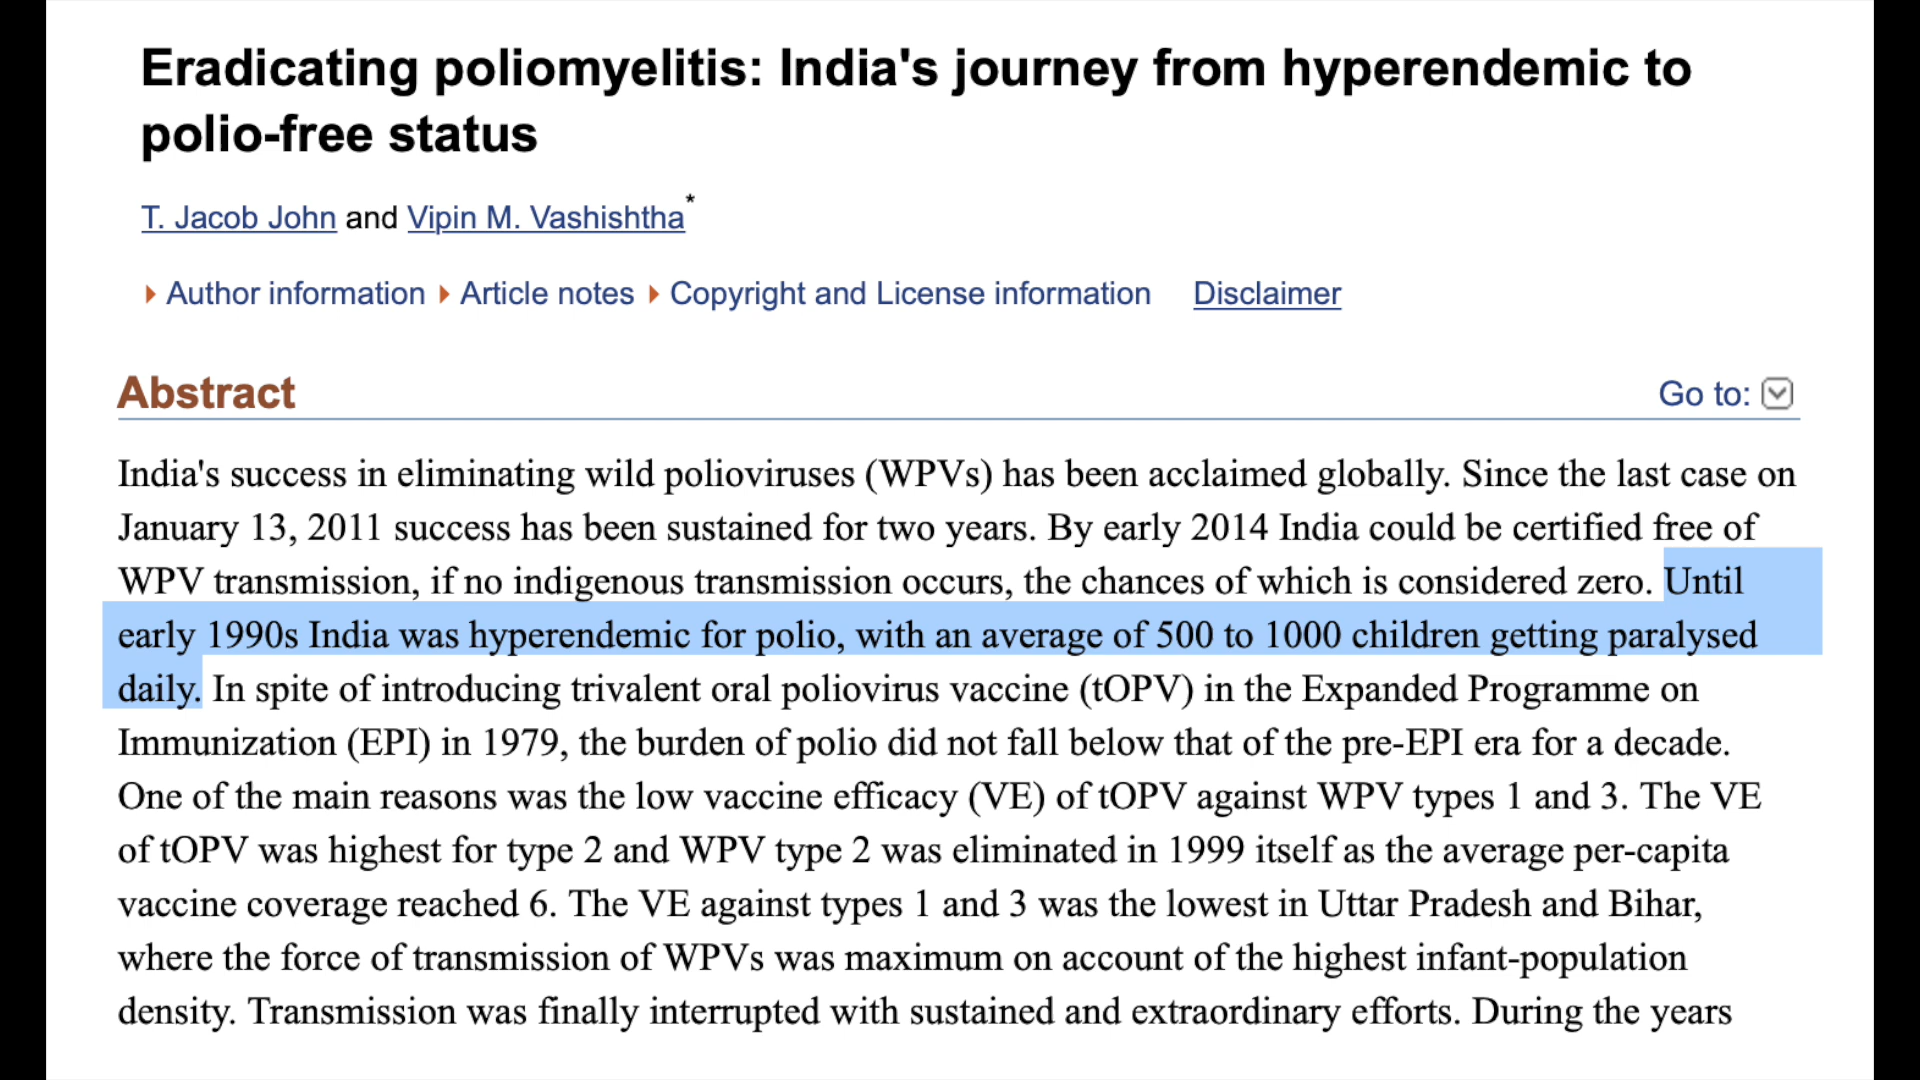 Eradicating poliomyelitis: India's journey from hyperendemic to
polio-free status
T. Jacob John and Vipin M. Vashishtha*
Author information Article notes Copyright and License information Disclaimer
Abstract Go to:
India's success in eliminating wild polioviruses (WPVs) has been acclaimed globally. Since the last case on
January 13, 2011 success has been sustained for two years. By early 2014 India could be certified free of
WPV transmission, if no indigenous transmission occurs, the chances of which is considered zero. Until
early 1990s India was hyperendemic for polio, with an average of 500 to 1000 children getting paralysed
daily. In spite of introducing trivalent oral poliovirus vaccine (tOPV) in the Expanded Programme on
Immunization (EPI) in 1979, the burden of polio did not fall below that of the pre-EPI era for a decade.
One of the main reasons was the low vaccine efficacy (VE) of tOPV against WPV types 1 and 3. The VE
of tOPV was highest for type 2 and WPV type 2 was eliminated in 1999 itself as the average per-capita
vaccine coverage reached 6. The VE against types 1 and 3 was the lowest in Uttar Pradesh and Bihar,
where the force of transmission of WPVs was maximum on account of the highest infant-population
density. Transmission was finally interrupted with sustained and extraordinary efforts. During the years